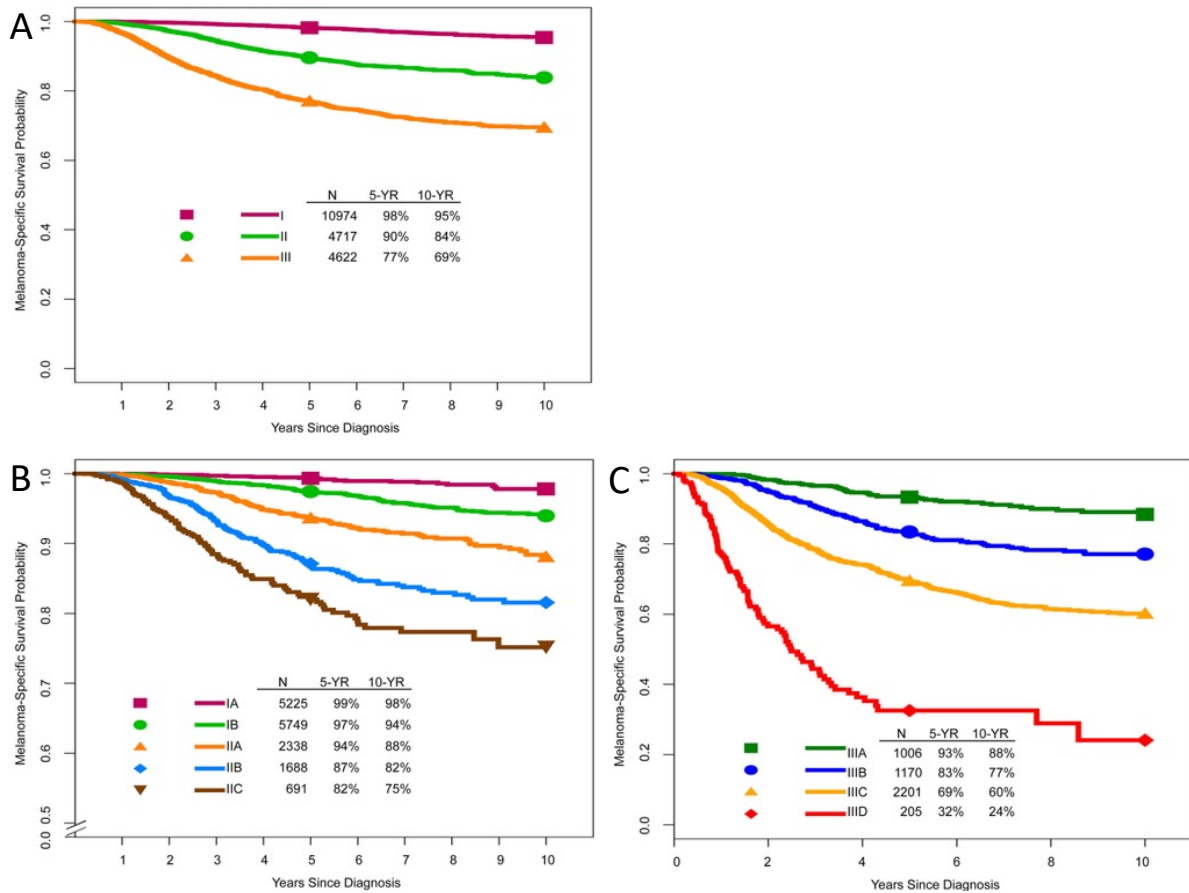 A
Melanoma-Specific Survival Probability
1.0
0.8
0.6
0.4
0.2
0.0
N 5-YR 10-YR
I 10974 98% 95%
II 4717 90% 84%
III 4622 77% 69%
1 2 3 4 5 6 7 8 9 10
Years Since Diagnosis
B
Melanoma-Specific Survival Probability
1.0
0.9
0.8
0.7
0.6
0.5
0.0
N 5-YR 10-YR
IA 5225 99% 98%
IB 5749 97% 94%
IIA 2338 94% 88%
IIB 1688 87% 82%
IIC 691 82% 75%
1 2 3 4 5 6 7 8 9 10
Years Since Diagnosis
C
Melanoma-Specific Survival Probability
1.0
0.8
0.6
0.4
0.2
0.0
N 5-YR 10-YR
IIIA 1006 93% 88%
IIIB 1170 83% 77%
IIIC 2201 69% 60%
IIID 205 32% 24%
0 2 4 6 8 10
Years Since Diagnosis